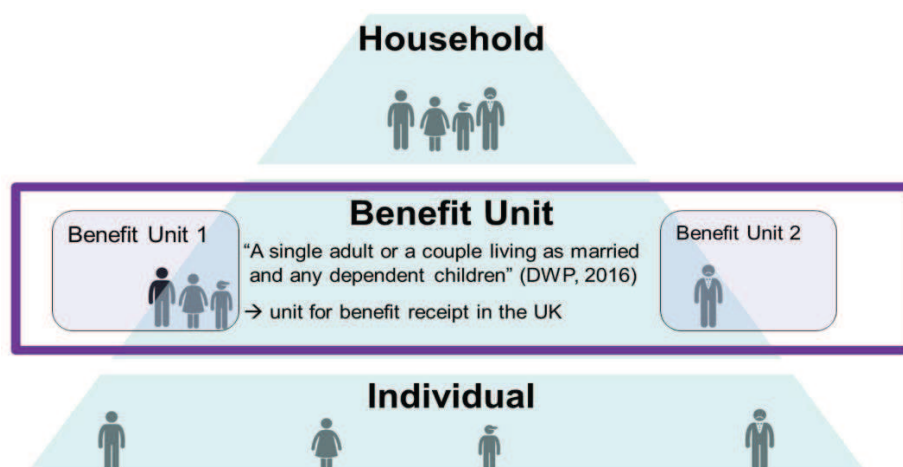 Household
Benefit Unit
Benefit Unit 1
Benefit Unit 2
“A single adult or a couple living as married
and any dependent children” (DWP, 2016)
→ unit for benefit receipt in the UK
Individual